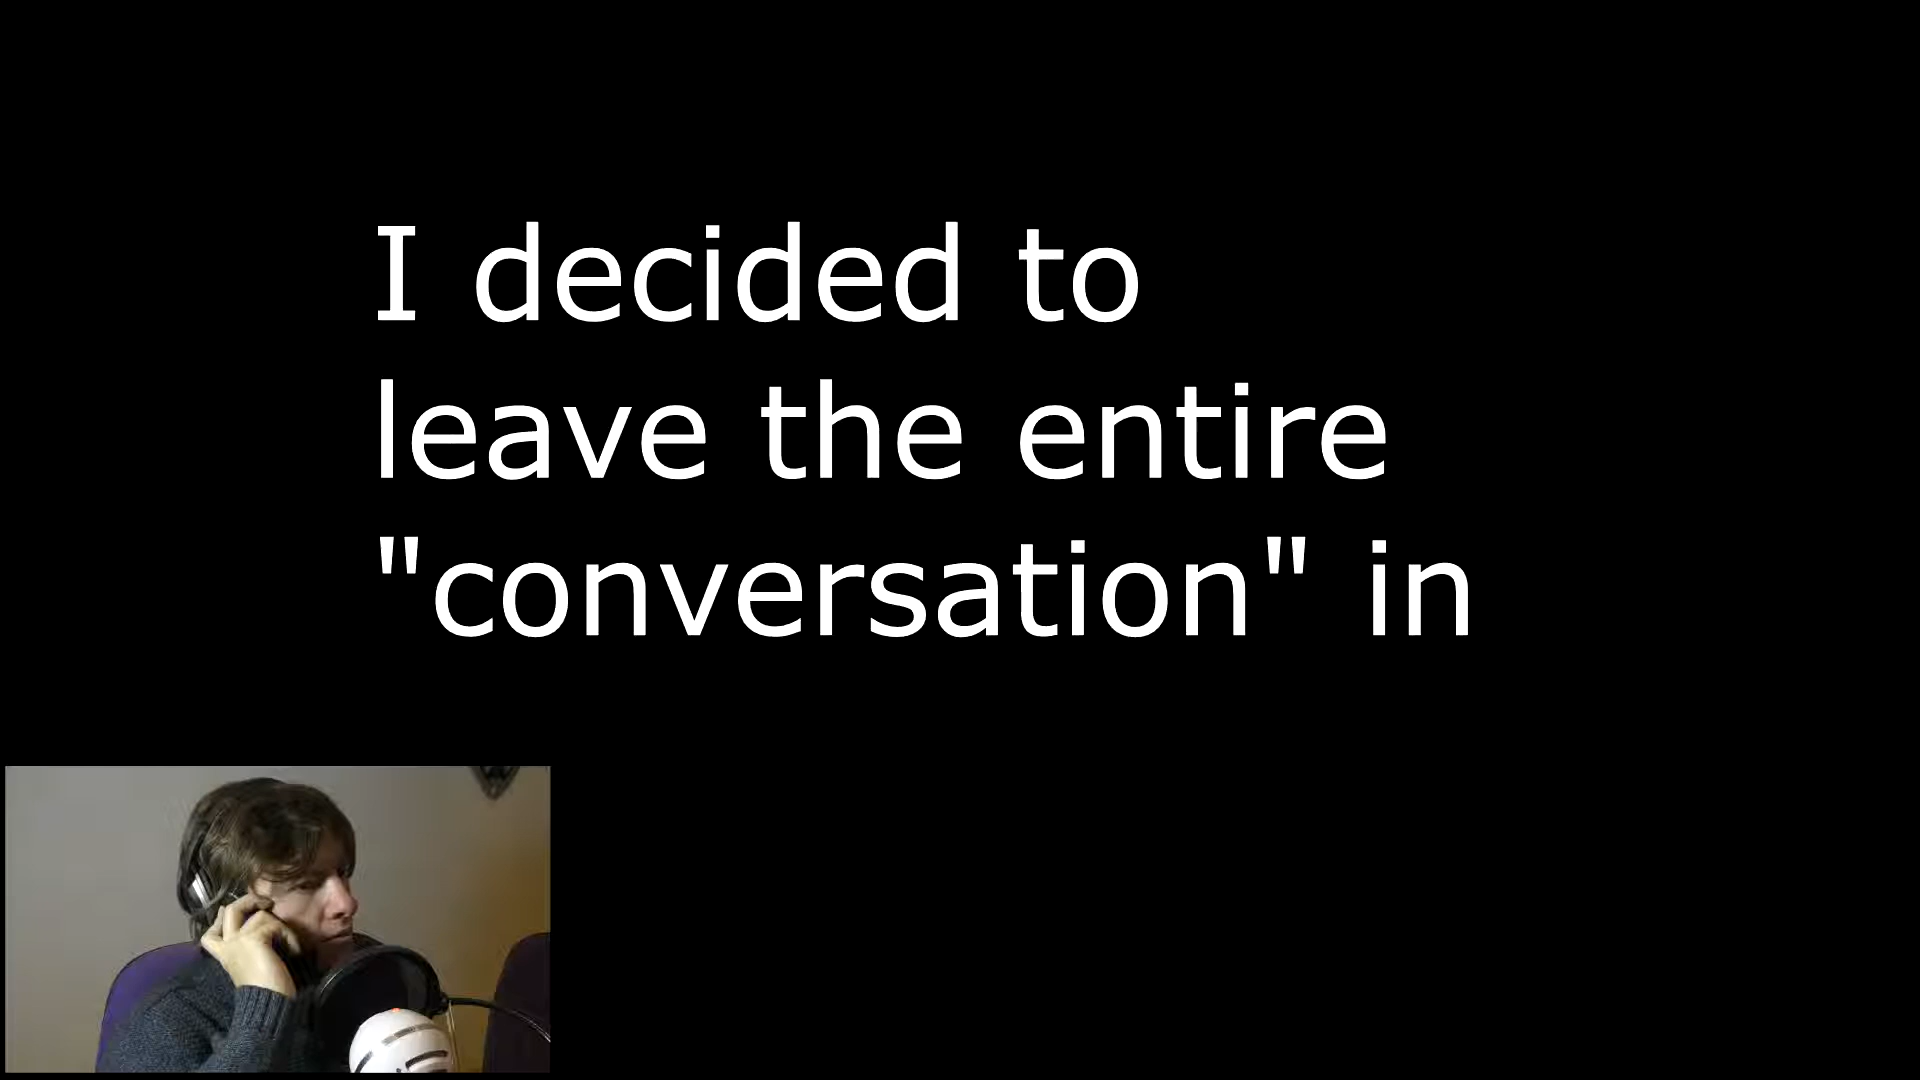 I decided to
leave the entire
"conversation" in